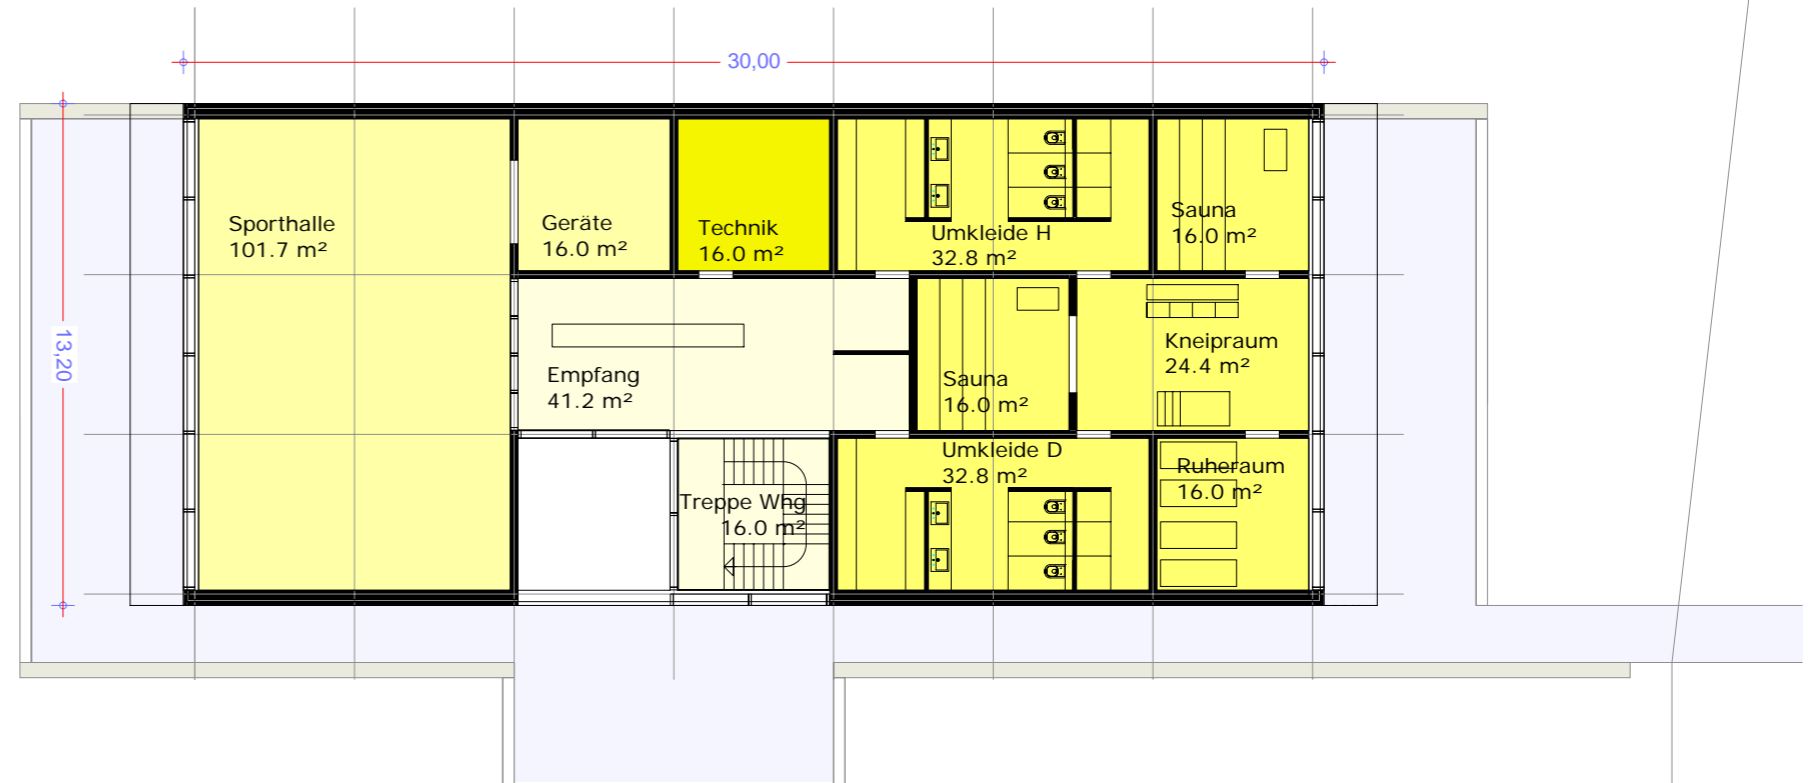 30,00
13,20
Sporthalle
101.7 m²
Geräte
16.0 m²
Technik
16.0 m²
Umkleide H
32.8 m²
Sauna
16.0 m²
Empfang
41.2 m²
Sauna
16.0 m²
Kneipraum
24.4 m²
Treppe Whg
16.0 m²
Umkleide D
32.8 m²
Ruheraum
16.0 m²